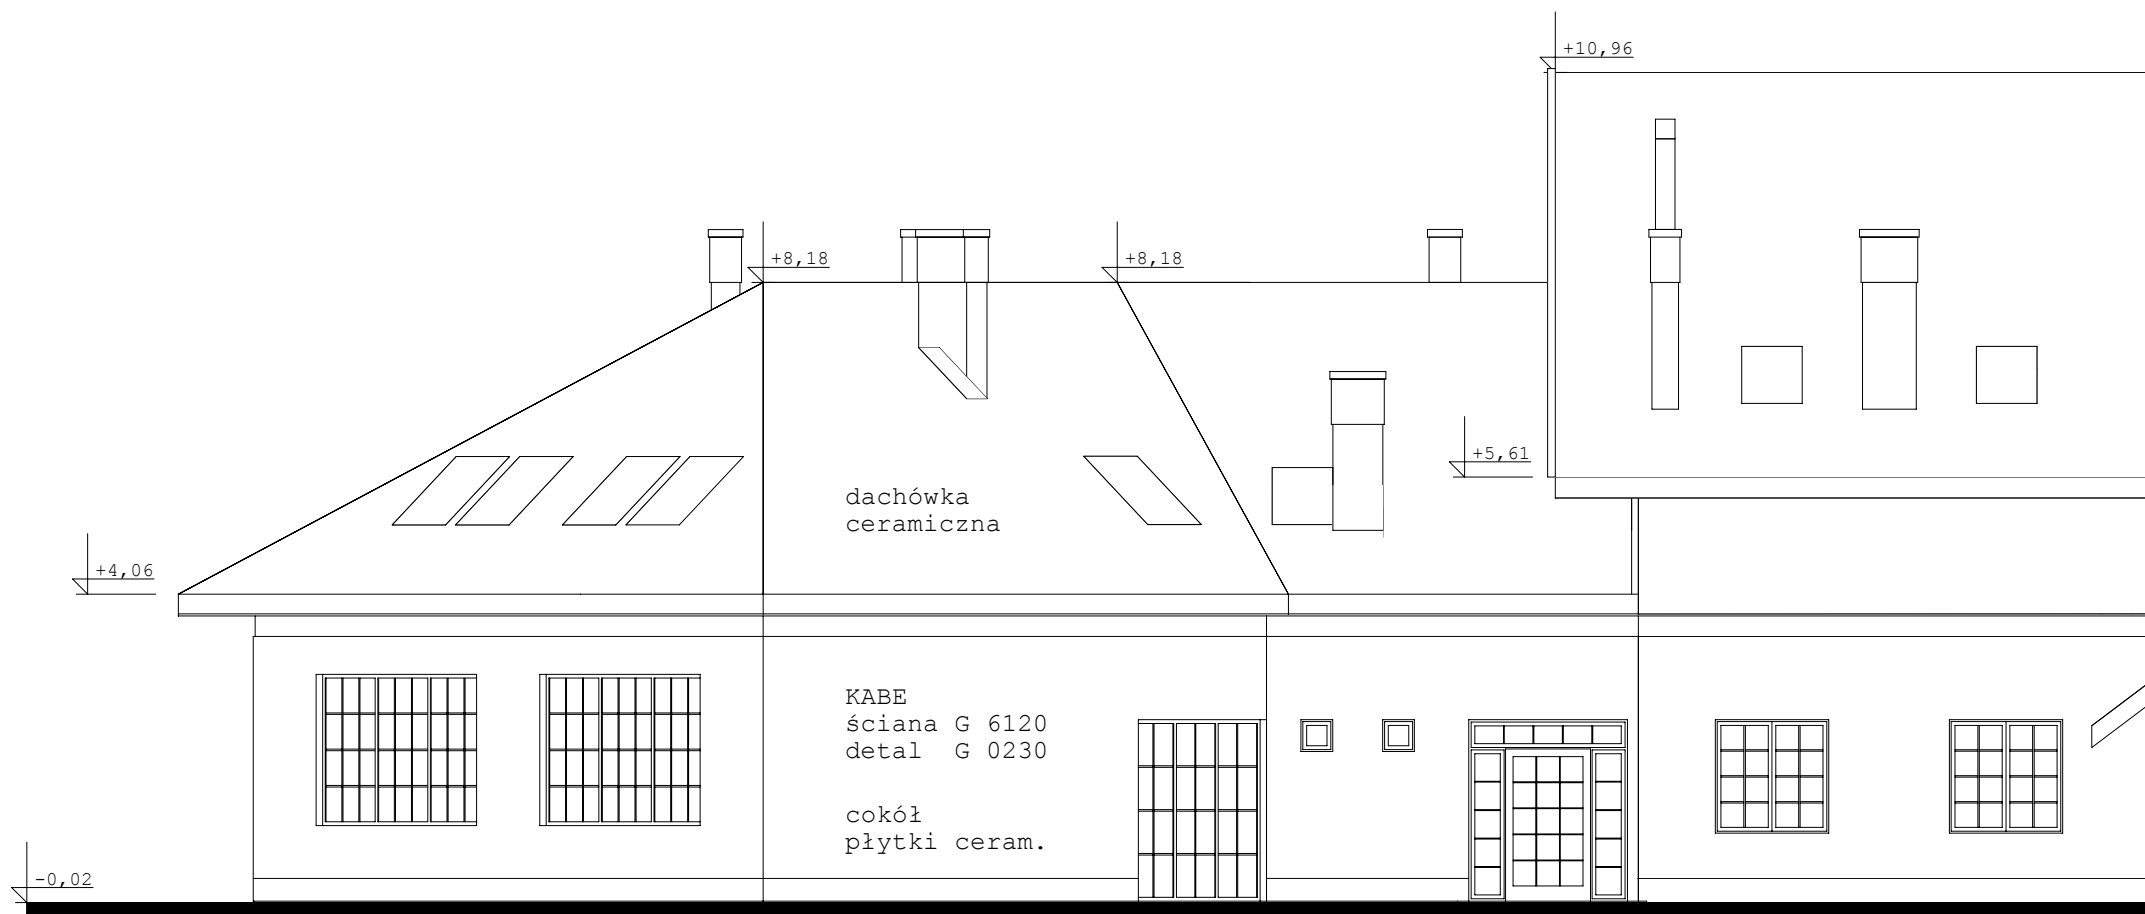 +10,96
+8,18
+8,18
+5,61
dachówka
ceramiczna
+4,06
KABE
ściana G 6120
detal  G 0230
cokół
płytki ceram.
-0,02